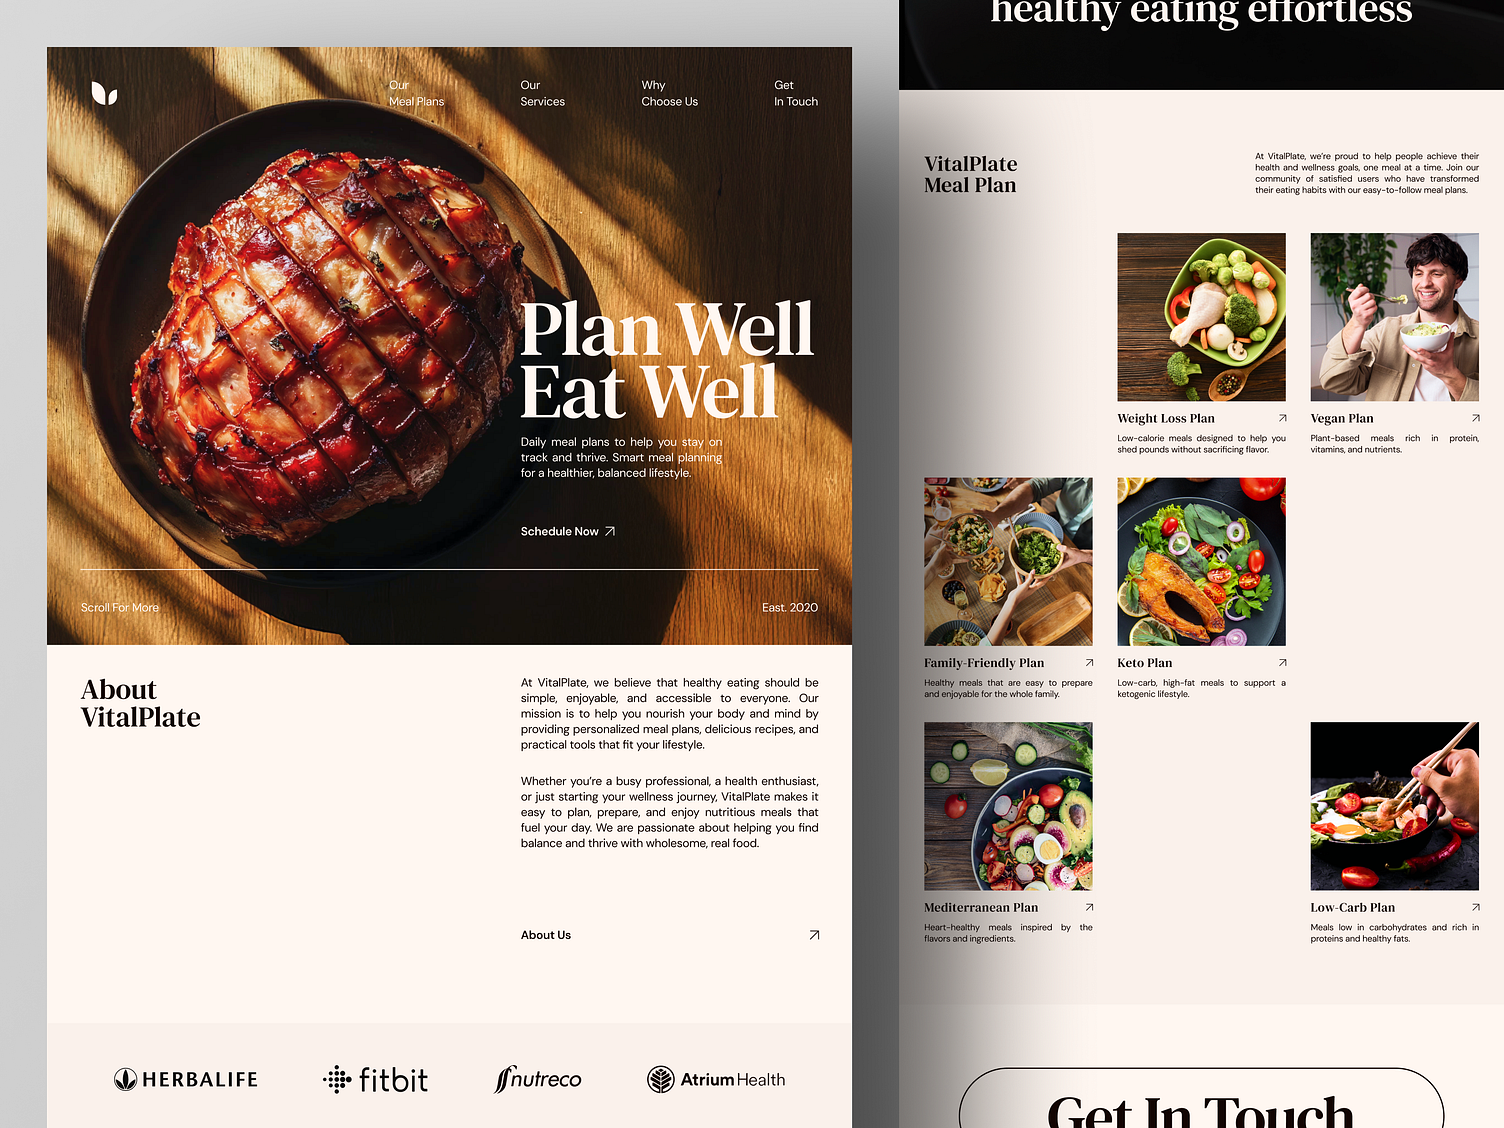 Our
Meal Plans
Our
Services
Why
Choose Us
Get
In Touch
Plan Well
Eat Well
Daily meal plans to help you stay on
track and thrive. Smart meal planning
for a healthier, balanced lifestyle.
Schedule Now
Scroll For More
East. 2020
About
VitalPlate
At VitalPlate, we believe that healthy eating should be
simple, enjoyable, and accessible to everyone. Our
mission is to help you nourish your body and mind by
providing personalized meal plans, delicious recipes, and
practical tools that fit your lifestyle.
Whether you're a busy professional, a health enthusiast,
or just starting your wellness journey, VitalPlate makes it
easy to plan, prepare, and enjoy nutritious meals that
fuel your day. We are passionate about helping you find
balance and thrive with wholesome, real food.
About Us
HERBALIFE
fitbit
nutreco
Atrium Health
healthy eating effortless
VitalPlate
Meal Plan
At VitalPlate, we're proud to help people achieve their
health and wellness goals, one meal at a time. Join our
community of satisfied users who have transformed
their eating habits with our easy-to-follow meal plans.
Weight Loss Plan
Low-calorie meals designed to help you
shed pounds without sacrificing flavor.
Vegan Plan
Plant-based meals rich in protein,
vitamins, and nutrients.
Family-Friendly Plan
Healthy meals that are easy to prepare
and enjoyable for the whole family.
Keto Plan
Low-carb, high-fat meals to support a
ketogenic lifestyle.
Mediterranean Plan
Heart-healthy meals inspired by the
flavors and ingredients.
Low-Carb Plan
Meals low in carbohydrates and rich in
proteins and healthy fats.
Get In Touch